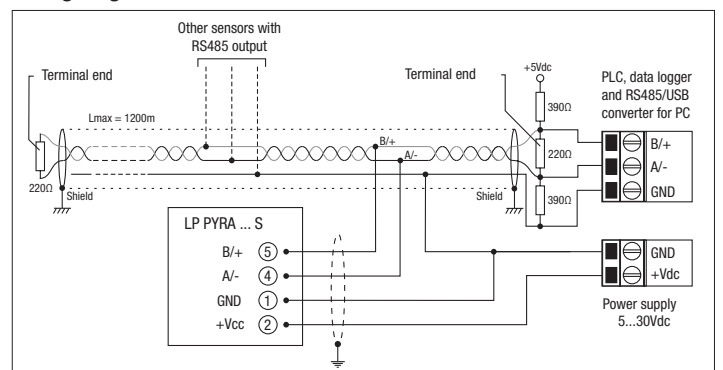 Other sensors with
RS485 output
Terminal end
Terminal end
+5Vdc
PLC, data logger
and RS485/USB
converter for PC
Lmax = 1200m
390Ω
B/+
B/+
220Ω
A/-
A/-
220Ω
390Ω
GND
Shield
Shield
LP PYRA ... S
B/+ 5
A/- 4
GND 1
+Vcc 2
GND
+Vdc
Power supply
5...30Vdc